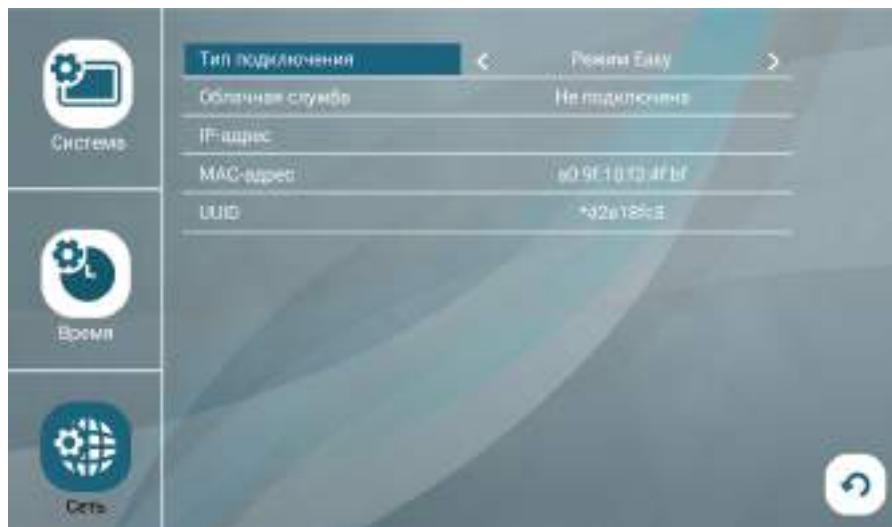 Тип подключения < Режим Easy >
Облачная служба Не подключена
IP-адрес
MAC-адрес
UUID
Система
Время
Сеть